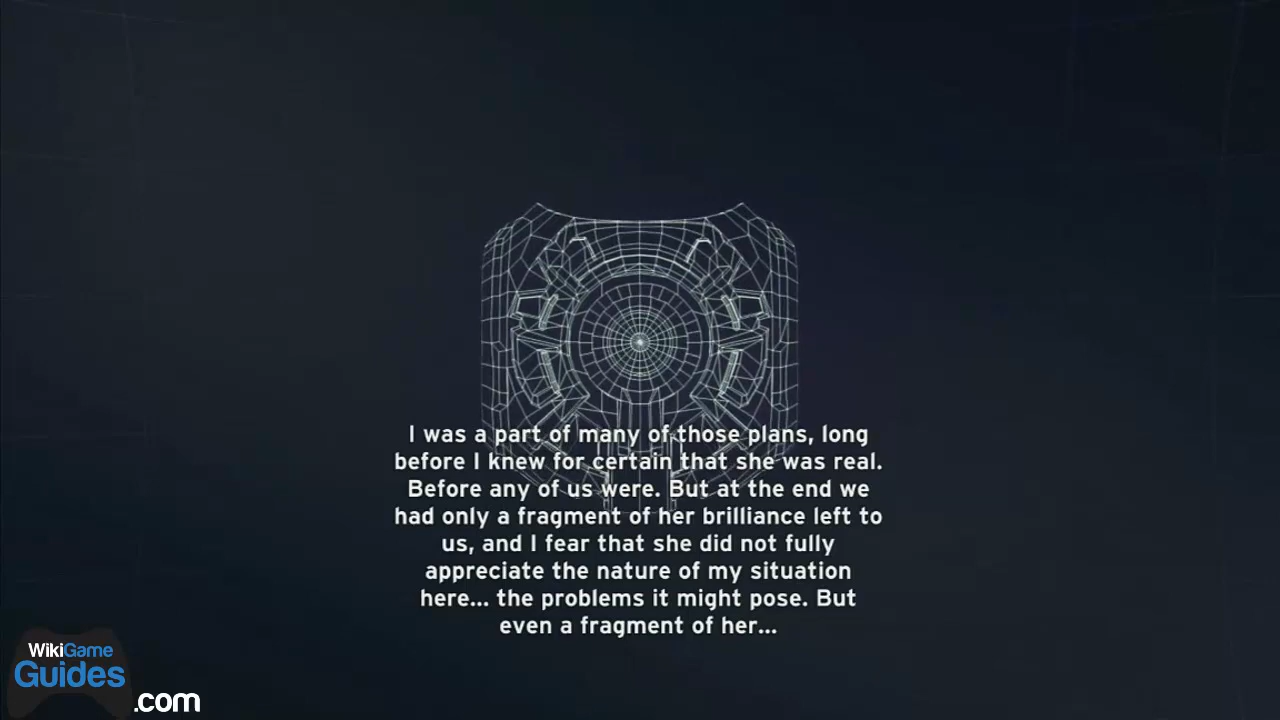 I was a part of many of those plans, long
before I knew for certain that she was real.
Before any of us were. But at the end we
had only a fragment of her brilliance left to
us, and I fear that she did not fully
appreciate the nature of my situation
here... the problems it might pose. But
even a fragment of her...
WikiGame
Guides
.com